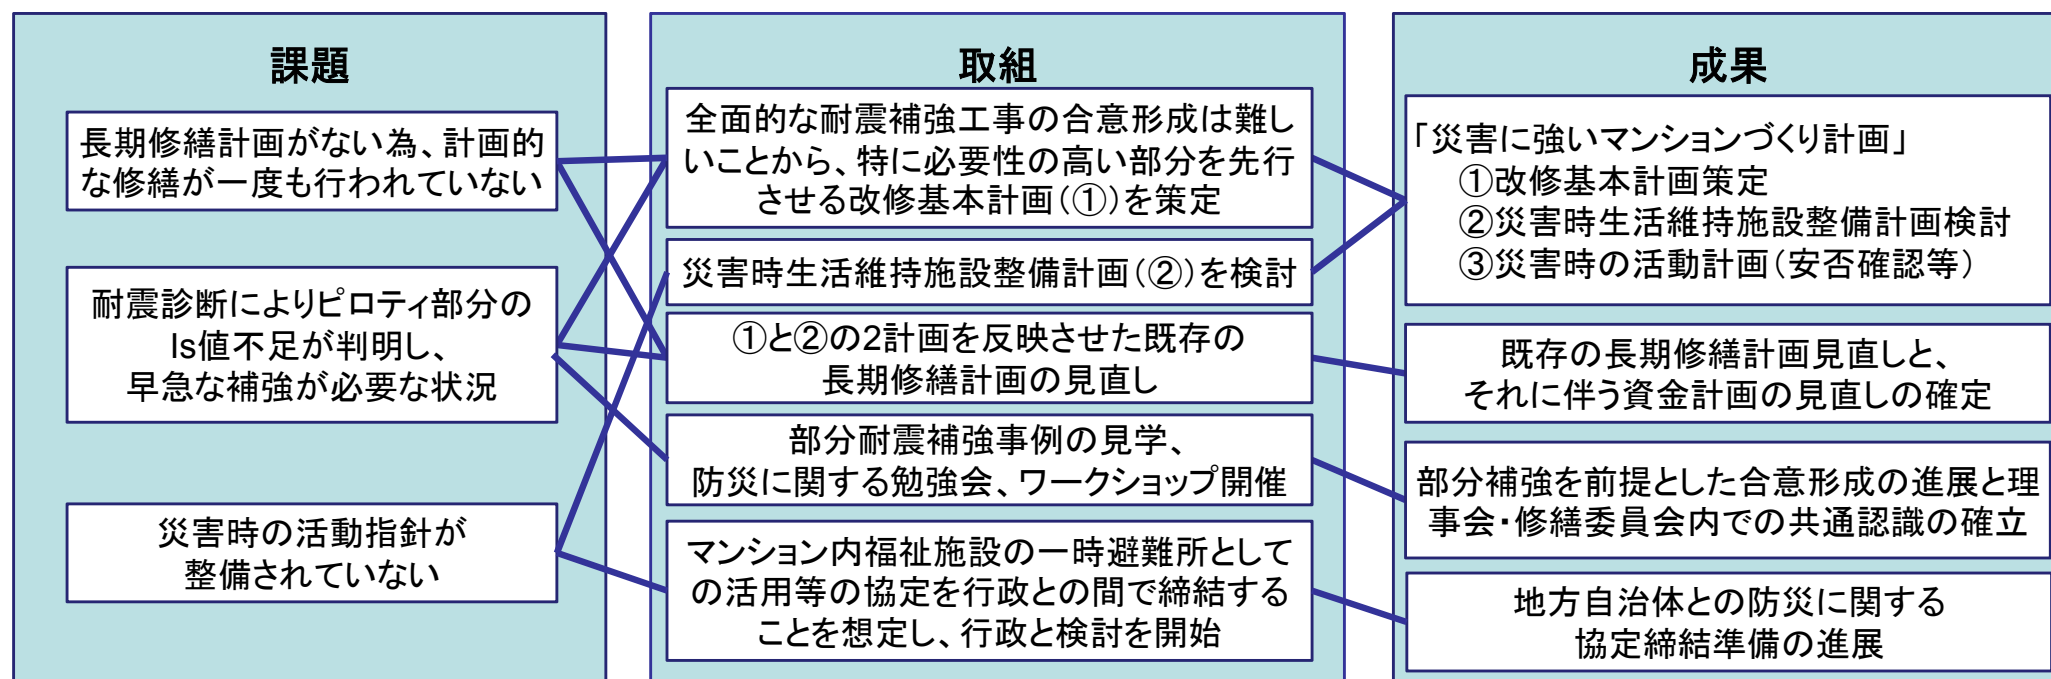 課題
長期修繕計画がない為、計画的
な修繕が一度も行われていない
耐震診断によりピロティ部分の
Is値不足が判明し、
早急な補強が必要な状況
災害時の活動指針が
整備されていない
取組
全面的な耐震補強工事の合意形成は難し
いことから、特に必要性の高い部分を先行
させる改修基本計画(①)を策定
災害時生活維持施設整備計画(②)を検討
①と②の2計画を反映させた既存の
長期修繕計画の見直し
部分耐震補強事例の見学、
防災に関する勉強会、ワークショップ開催
マンション内福祉施設の一時避難所として
の活用等の協定を行政との間で締結する
ことを想定し、行政と検討を開始
成果
「災害に強いマンションづくり計画」
①改修基本計画策定
②災害時生活維持施設整備計画検討
③災害時の活動計画(安否確認等)
既存の長期修繕計画見直しと、
それに伴う資金計画の見直しの確定
部分補強を前提とした合意形成の進展と理
事会・修繕委員会内での共通認識の確立
地方自治体との防災に関する
協定締結準備の進展